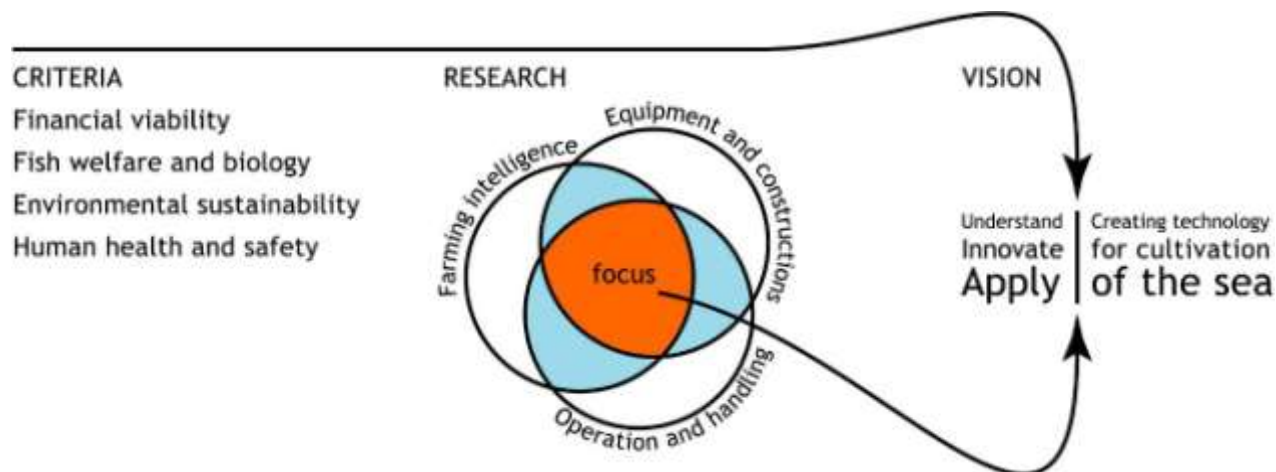 CRITERIA
Financial viability
Fish welfare and biology
Environmental sustainability
Human health and safety
RESEARCH
Farming intelligence
Equipment and constructions
focus
Operation and handling
VISION
Understand
Innovate
Apply
Creating technology
for cultivation
of the sea